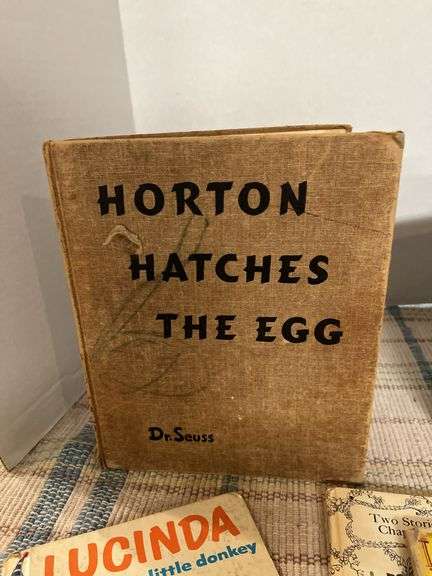 HORTON
HATCHES
THE EGG
Dr. Seuss
LUCINDA
little donkey
Two Stori
Cha